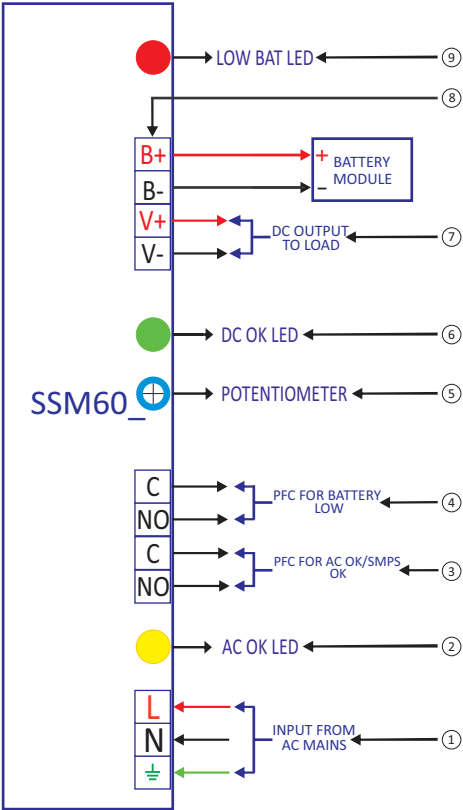 LOW BAT LED
9
8
B+
+ BATTERY
MODULE
B-
-
V+
DC OUTPUT
TO LOAD
7
V-
DC OK LED
6
SSM60_
POTENTIOMETER
5
C
PFC FOR BATTERY
LOW
4
NO
C
PFC FOR AC OK/SMPS
OK
3
NO
AC OK LED
2
L
N
INPUT FROM
AC MAINS
1